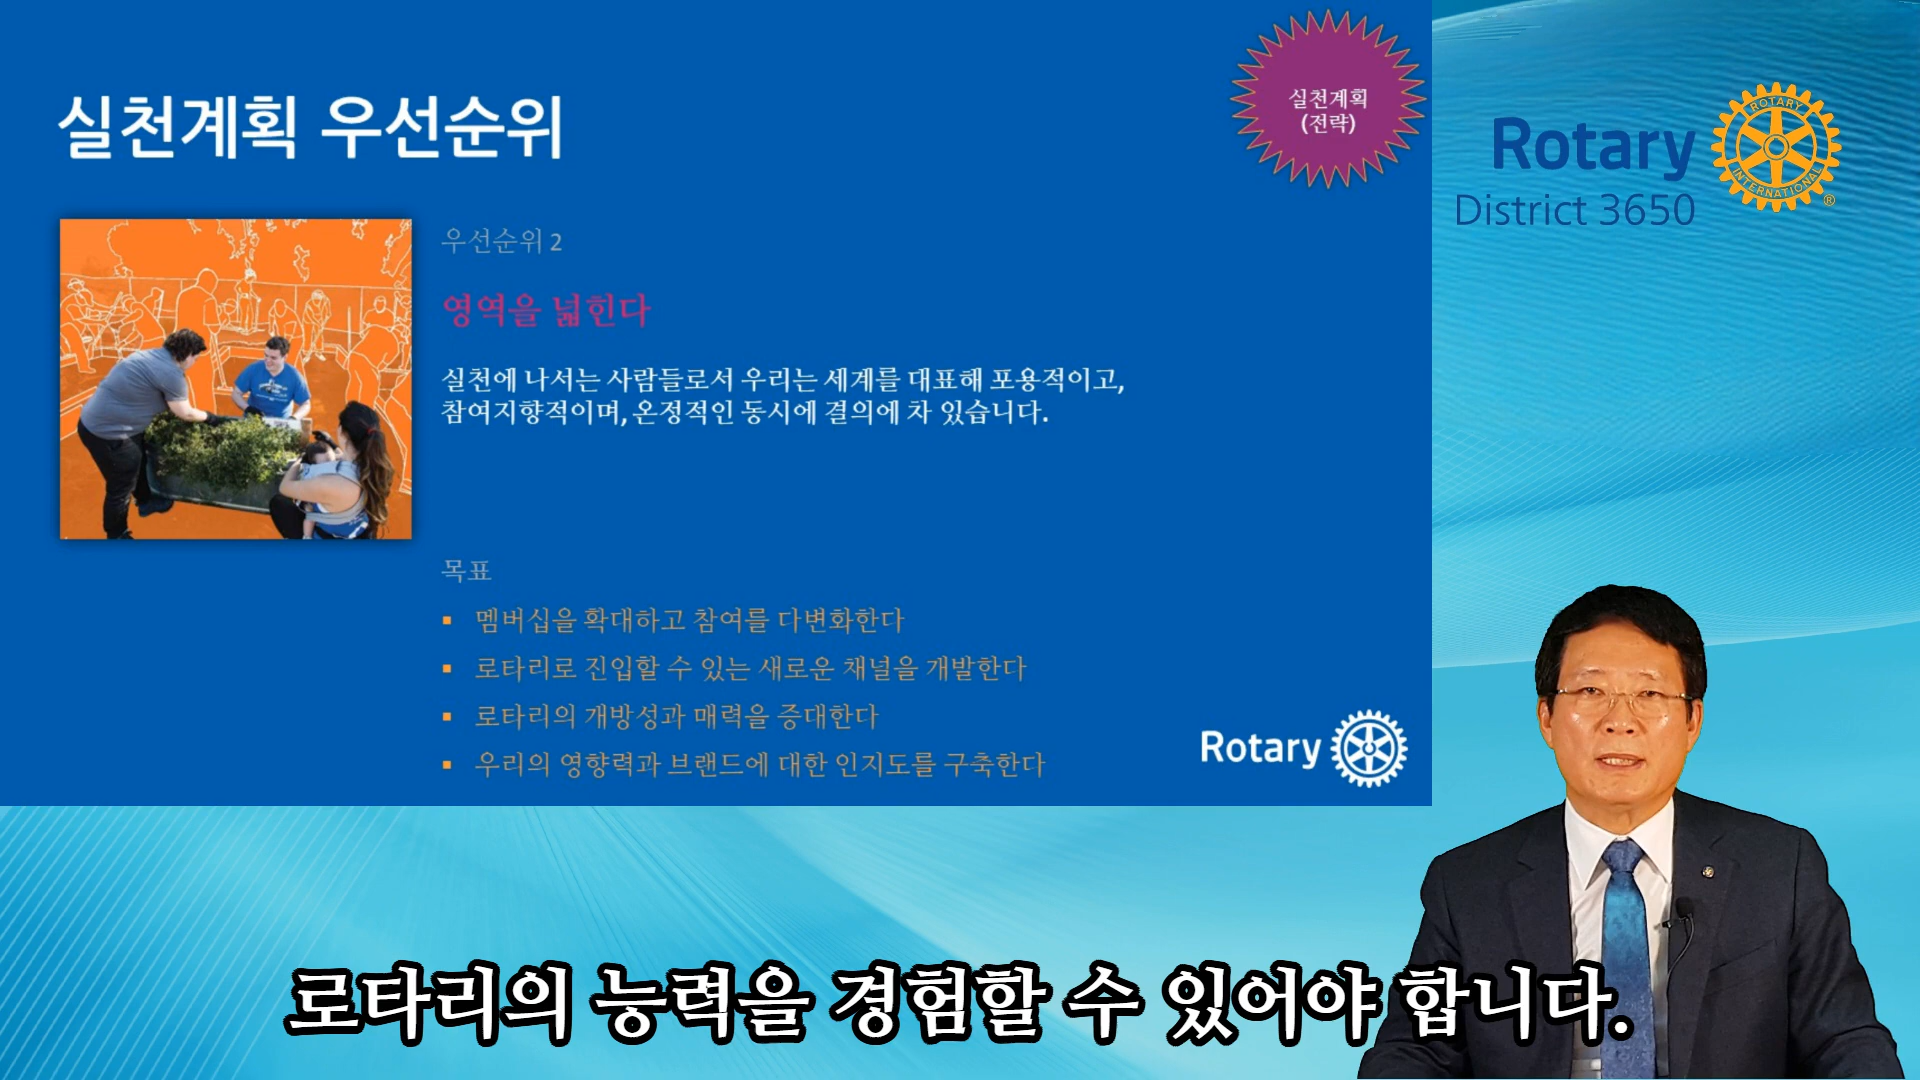 실천계획 우선순위
실천계획
(전략)
우선순위 2
영역을 넓힌다
실천에 나서는 사람들로서 우리는 세계를 대표해 포용적이고,
참여지향적이며, 온정적인 동시에 결의에 차 있습니다.
목표
▪ 멤버십을 확대하고 참여를 다변화한다
▪ 로타리로 진입할 수 있는 새로운 채널을 개발한다
▪ 로타리의 개방성과 매력을 증대한다
▪ 우리의 영향력과 브랜드에 대한 인지도를 구축한다
Rotary
Rotary
District 3650
ROTARY
INTERNATIONAL
®
로타리의 능력을 경험할 수 있어야 합니다.